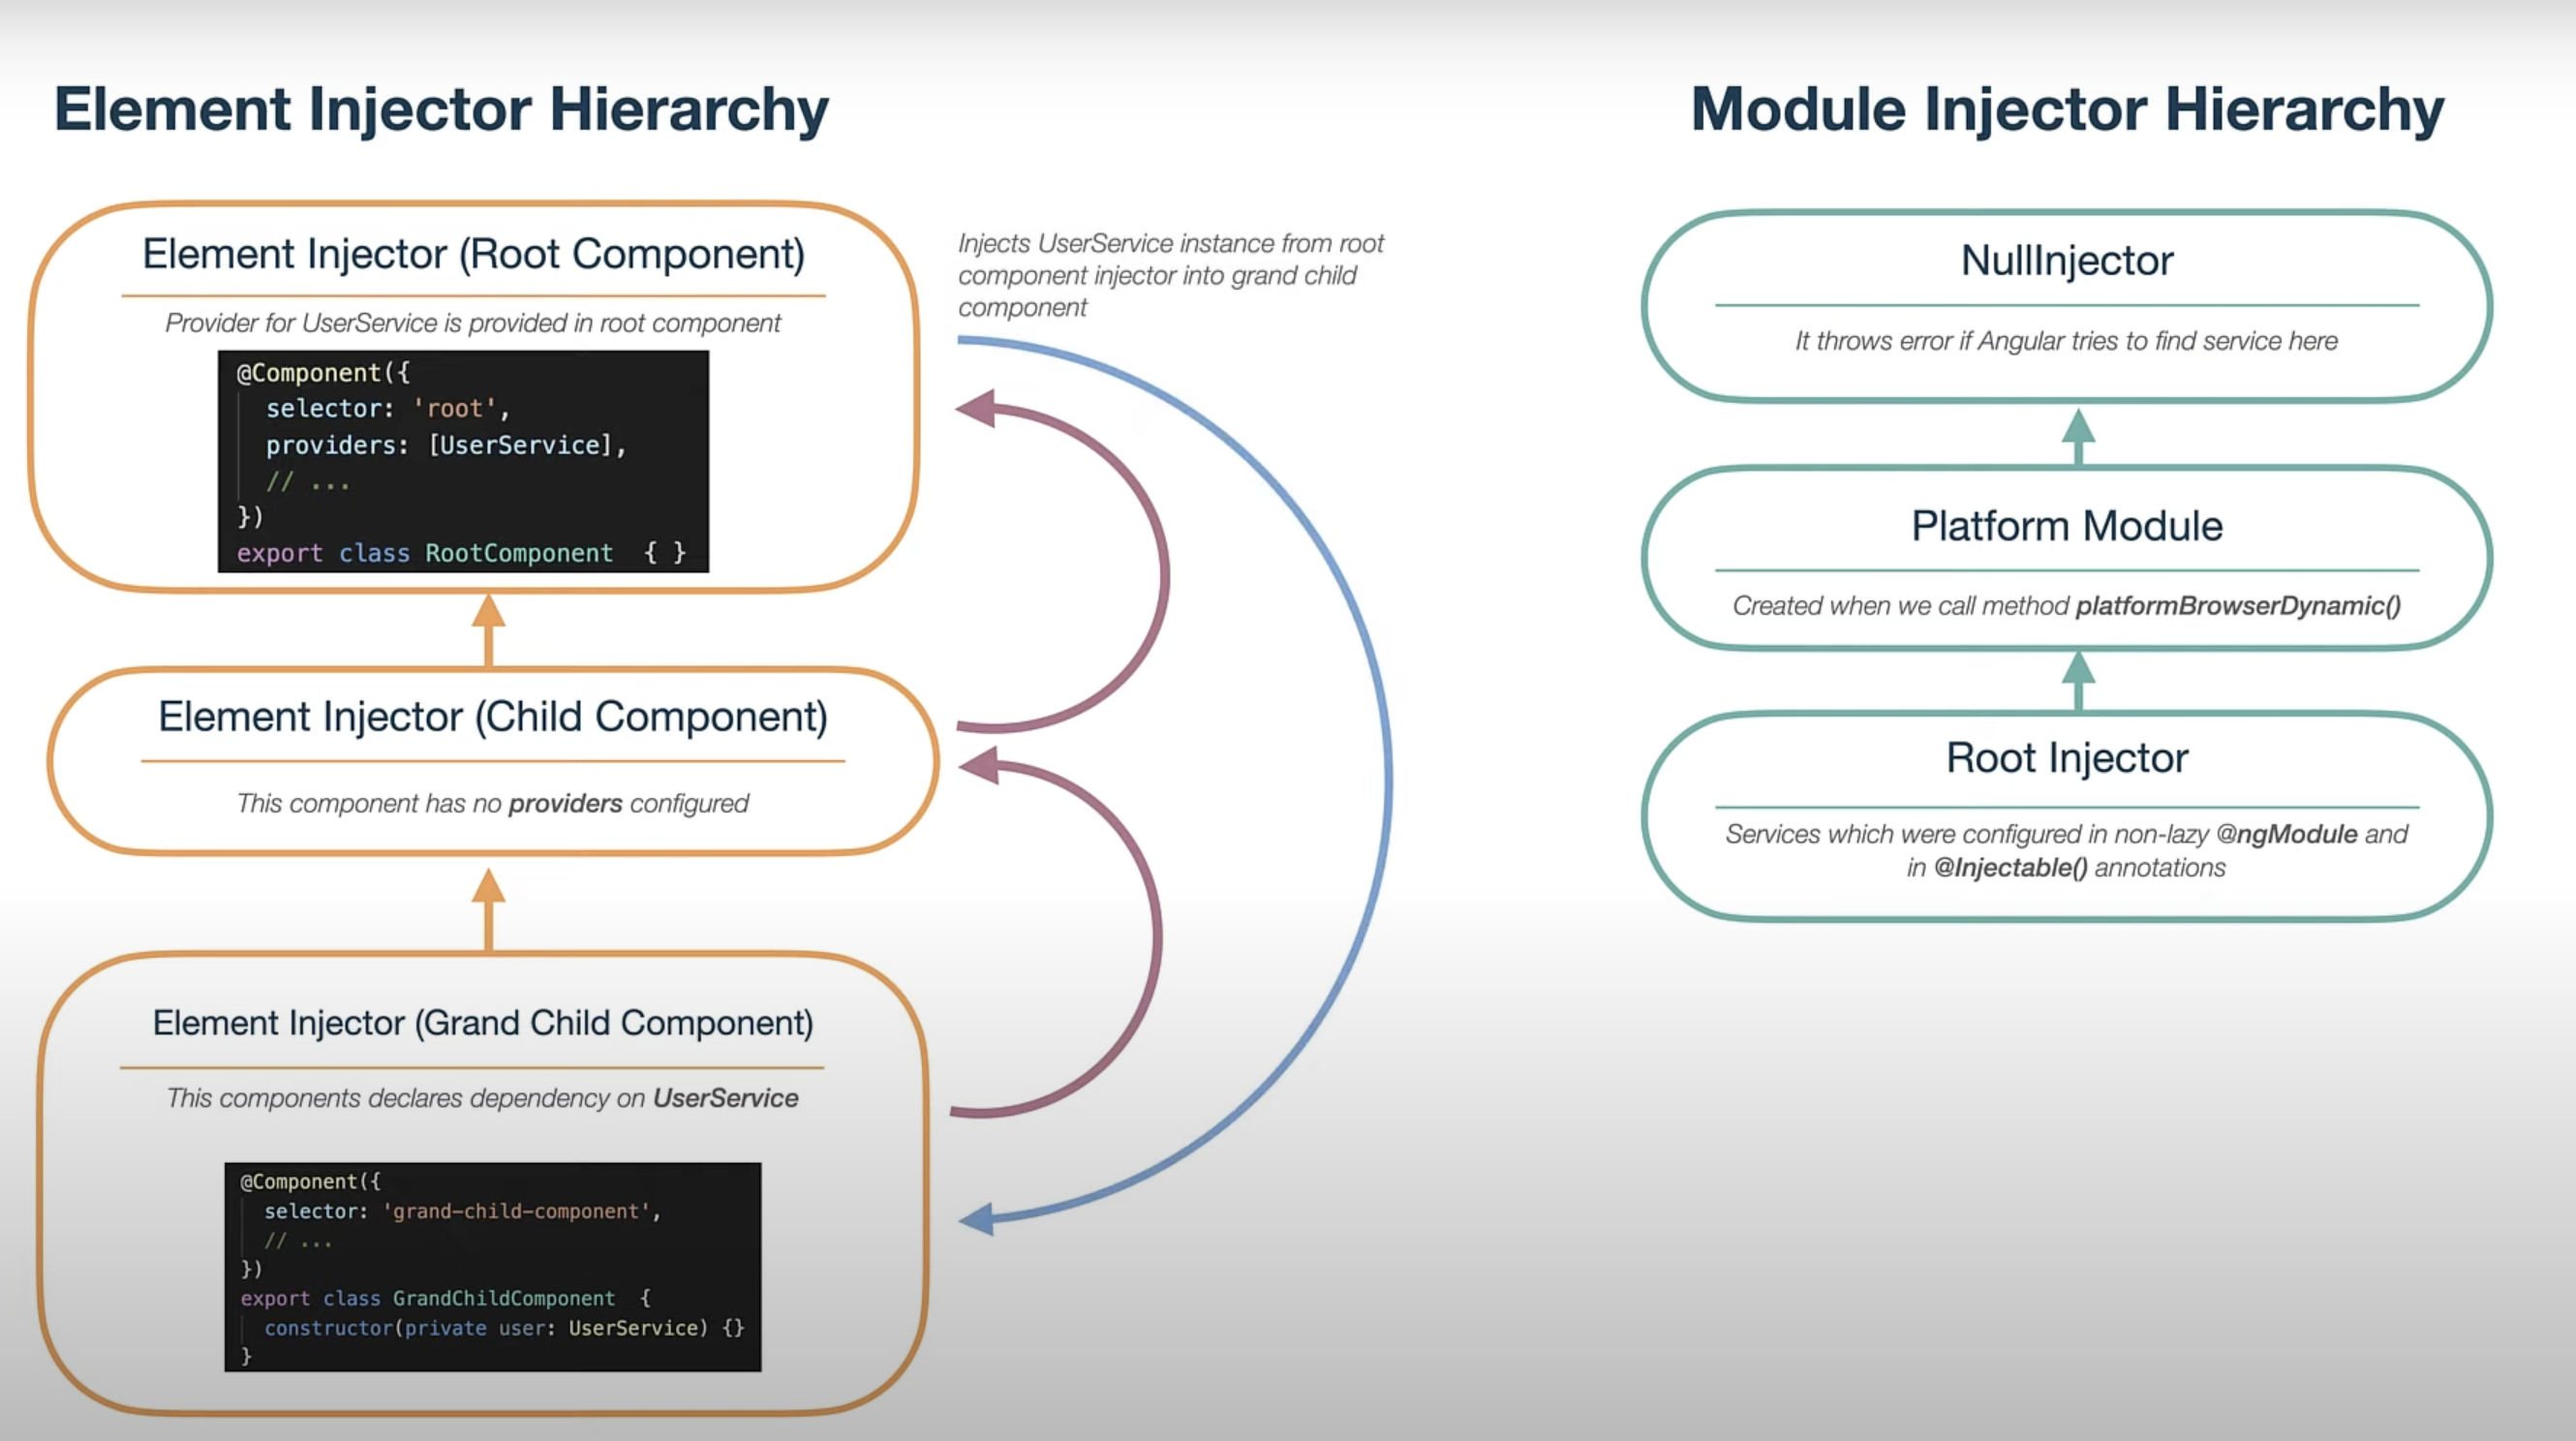 Element Injector Hierarchy
Element Injector (Root Component)
Provider for UserService is provided in root component
@Component({
selector: 'root',
providers: [UserService],
// ...
})
export class RootComponent { }
Injects UserService instance from root
component injector into grand child
component
Element Injector (Child Component)
This component has no providers configured
Element Injector (Grand Child Component)
This components declares dependency on UserService
@Component({
selector: 'grand-child-component',
// ...
})
export class GrandChildComponent {
constructor(private user: UserService) {}
}
Module Injector Hierarchy
NullInjector
It throws error if Angular tries to find service here
Platform Module
Created when we call method platformBrowserDynamic()
Root Injector
Services which were configured in non-lazy @ngModule and
in @Injectable() annotations